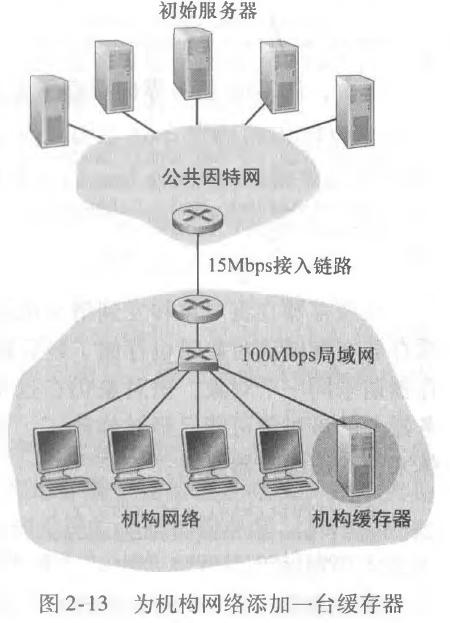 初始服务器
公共因特网
15Mbps接入链路
100Mbps局域网
机构网络
机构缓存器
图2-13 为机构网络添加一台缓存器